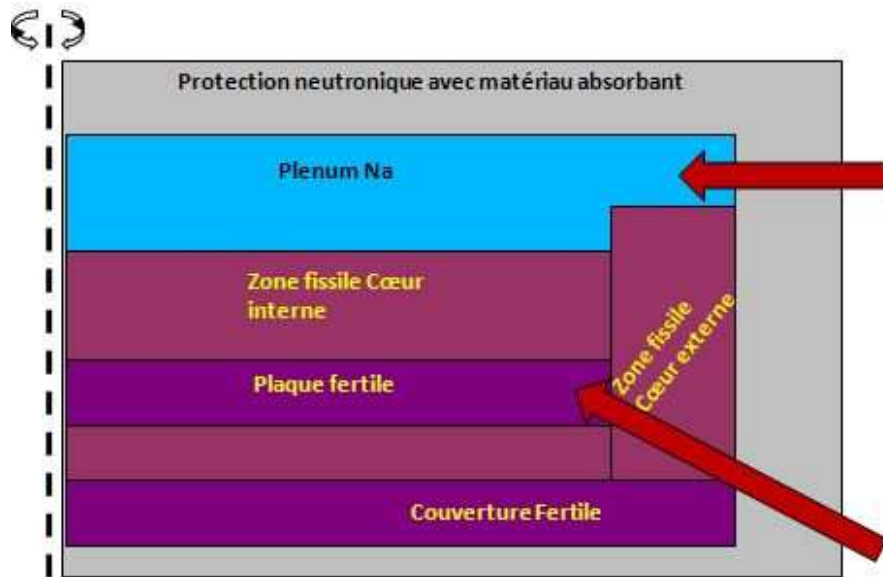 Protection neutronique avec matériau absorbant
Plenum Na
Zone fissile Cœur
interne
Zone fissile
Cœur externe
Plaque fertile
Couverture Fertile